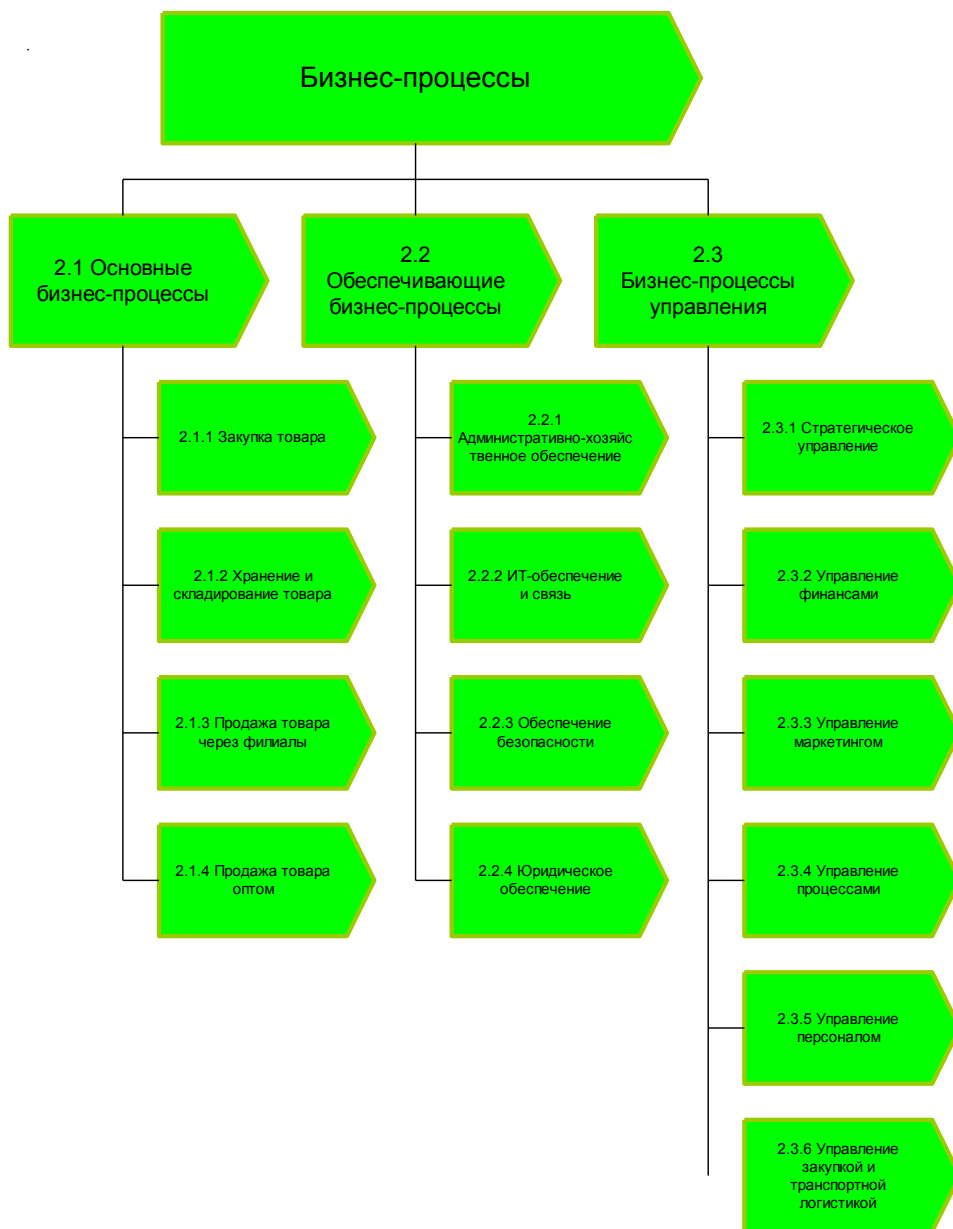 Бизнес-процессы
2.1 Основные
бизнес-процессы
2.2
Обеспечивающие
бизнес-процессы
2.3
Бизнес-процессы
управления
2.1.1 Закупка товара
2.2.1
Административно-хозяйс
твенное обеспечение
2.3.1 Стратегическое
управление
2.1.2 Хранение и
складирование товара
2.2.2 ИТ-обеспечение
и связь
2.3.2 Управление
финансами
2.1.3 Продажа товара
через филиалы
2.2.3 Обеспечение
безопасности
2.3.3 Управление
маркетингом
2.1.4 Продажа товара
оптом
2.2.4 Юридическое
обеспечение
2.3.4 Управление
процессами
2.3.5 Управление
персоналом
2.3.6 Управление
закупкой и
транспортной
логистикой